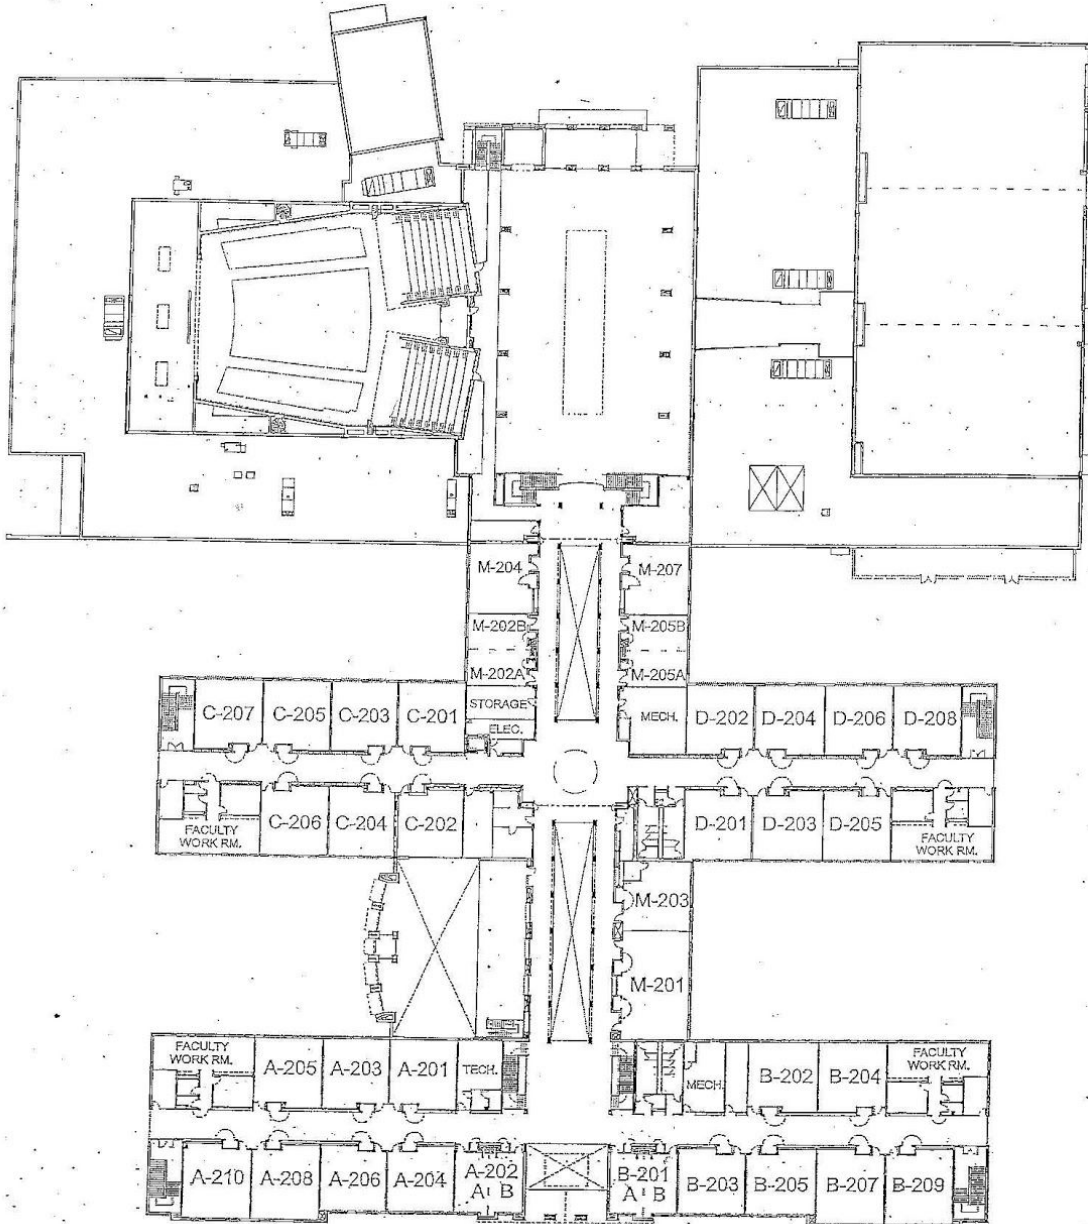 M-204
M-207
M-202B
M-205B
M-202A
M-205A
C-207
C-205
C-203
C-201
STORAGE
ELEC.
MECH.
D-202
D-204
D-206
D-208
FACULTY
WORK RM.
C-206
C-204
C-202
D-201
D-203
D-205
FACULTY
WORK RM.
M-203
M-201
FACULTY
WORK RM.
A-205
A-203
A-201
TECH.
MECH.
B-202
B-204
FACULTY
WORK RM.
A-210
A-208
A-206
A-204
A-202
A B
B-201
A B
B-203
B-205
B-207
B-209